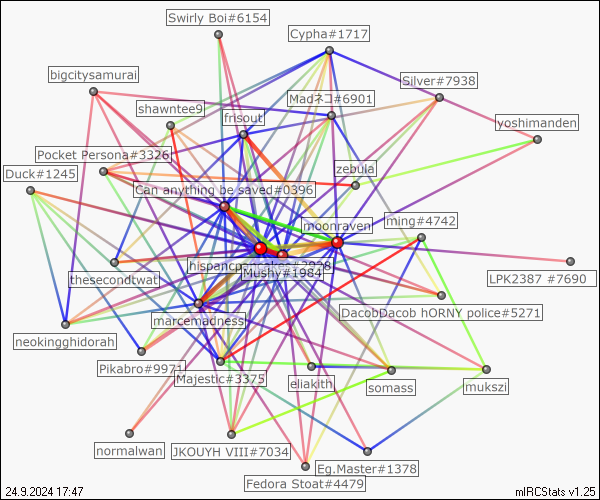 Swirly Boi#6154
Cypha#1717
bigcitysamurai
Silver#7938
Madネコ#6901
shawntee9
frisout
yoshimanden
Pocket Persona#3326
zebula
Duck#1245
Can anything be saved#0396
moonraven
ming#4742
Mushy#1984
thesecondtwat
LPK2387 #7690
DacobDacob hORNY police#5271
marcemadness
neokingghidorah
Pikabro#9971
Majestic#3375
eliakith
somass
mukszi
normalwan
JKOUYH VIII#7034
Eg.Master#1378
Fedora Stoat#4479
24.9.2024 17:47
mIRCStats v1.25